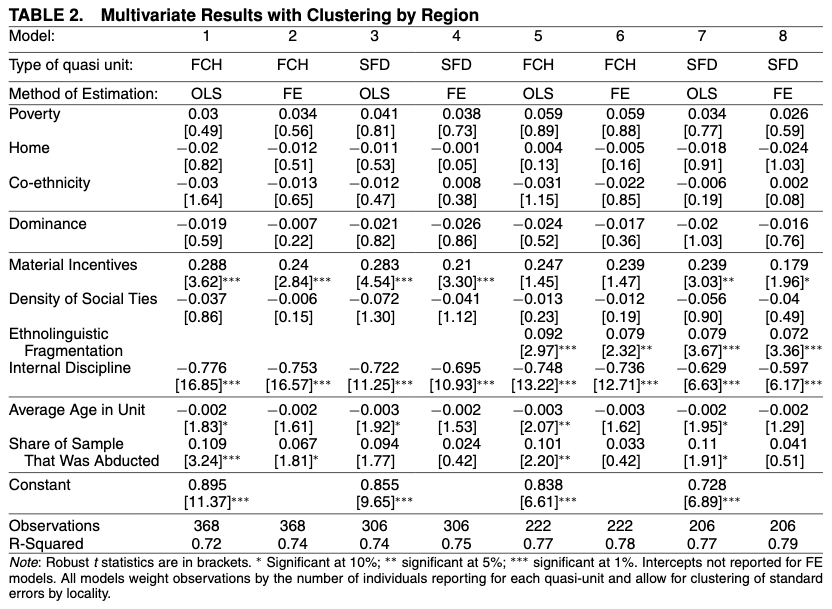 TABLE 2. Multivariate Results with Clustering by Region
Model: 1 2 3 4 5 6 7 8
Type of quasi unit: FCH FCH SFD SFD FCH FCH SFD SFD
Method of Estimation: OLS FE OLS FE OLS FE OLS FE
Poverty 0.03 0.034 0.041 0.038 0.059 0.059 0.034 0.026
[0.49] [0.56] [0.81] [0.73] [0.89] [0.88] [0.77] [0.59]
Home −0.02 −0.012 −0.011 −0.001 0.004 −0.005 −0.018 −0.024
[0.82] [0.51] [0.53] [0.05] [0.13] [0.16] [0.91] [1.03]
Co-ethnicity −0.03 −0.013 −0.012 0.008 −0.031 −0.022 −0.006 0.002
[1.64] [0.65] [0.47] [0.38] [1.15] [0.85] [0.19] [0.08]
Dominance −0.019 −0.007 −0.021 −0.026 −0.024 −0.017 −0.02 −0.016
[0.59] [0.22] [0.82] [0.86] [0.52] [0.36] [1.03] [0.76]
Material Incentives 0.288 0.24 0.283 0.21 0.247 0.239 0.239 0.179
[3.62]*** [2.84]*** [4.54]*** [3.30]*** [1.45] [1.47] [3.03]** [1.96]*
Density of Social Ties −0.037 −0.006 −0.072 −0.041 −0.013 −0.012 −0.056 −0.04
[0.86] [0.15] [1.30] [1.12] [0.23] [0.19] [0.90] [0.49]
Ethnolinguistic 0.092 0.079 0.079 0.072
Fragmentation [2.97]*** [2.32]** [3.67]*** [3.36]***
Internal Discipline −0.776 −0.753 −0.722 −0.695 −0.748 −0.736 −0.629 −0.597
[16.85]*** [16.57]*** [11.25]*** [10.93]*** [13.22]*** [12.71]*** [6.63]*** [6.17]***
Average Age in Unit −0.002 −0.002 −0.003 −0.002 −0.003 −0.003 −0.002 −0.002
[1.83]* [1.61] [1.92]* [1.53] [2.07]** [1.62] [1.95]* [1.29]
Share of Sample 0.109 0.067 0.094 0.024 0.101 0.033 0.11 0.041
That Was Abducted [3.24]*** [1.81]* [1.77] [0.42] [2.20]** [0.42] [1.91]* [0.51]
Constant 0.895 0.855 0.838 0.728
[11.37]*** [9.65]*** [6.61]*** [6.89]***
Observations 368 368 306 306 222 222 206 206
R-Squared 0.72 0.74 0.74 0.75 0.77 0.78 0.77 0.79
Note: Robust t statistics are in brackets. * Significant at 10%; ** significant at 5%; *** significant at 1%. Intercepts not reported for FE
models. All models weight observations by the number of individuals reporting for each quasi-unit and allow for clustering of standard
errors by locality.